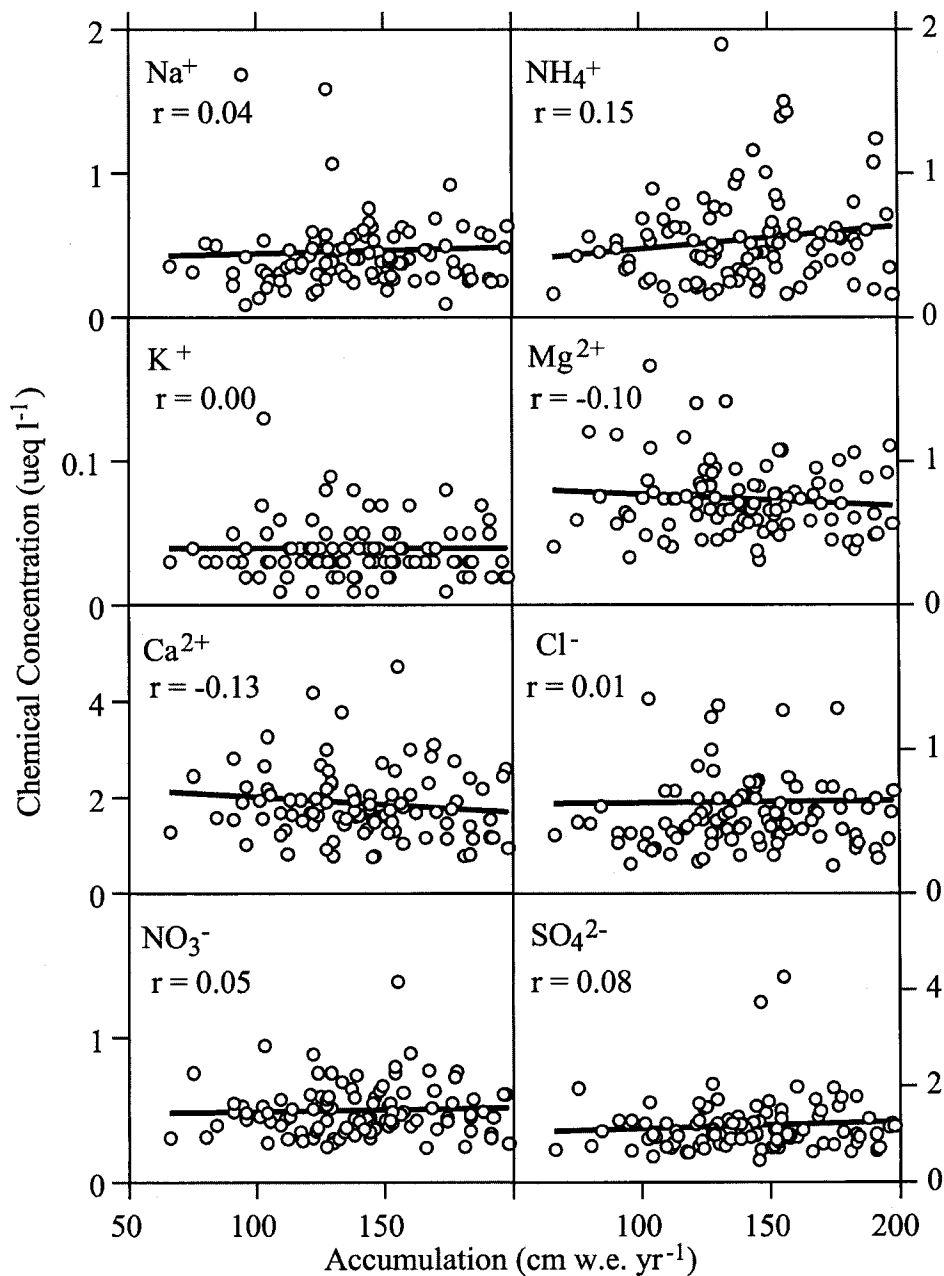 2
2
Na+
r = 0.04
NH4+
r = 0.15
1
1
0
0
K+
r = 0.00
Mg2+
r = -0.10
0.1
1
0
0
Ca2+
r = -0.13
Cl-
r = 0.01
4
1
2
0
0
NO3-
r = 0.05
SO42-
r = 0.08
4
1
2
0
0
50
100
150
100
150
200
Accumulation (cm w.e. yr-1)
Chemical Concentration (ueq l-1)